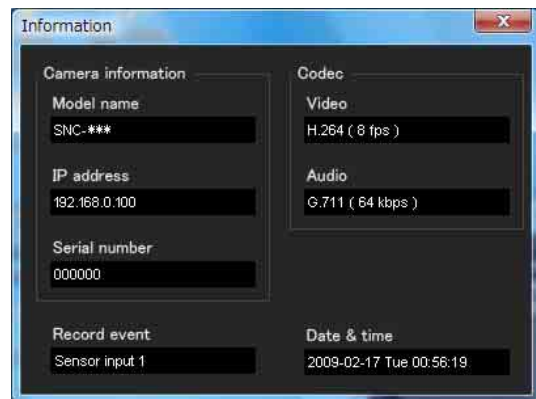 Information
Camera information
Model name
SNC-***
IP address
192.168.0.100
Serial number
000000
Codec
Video
H.264 ( 8 fps )
Audio
G.711 ( 64 kbps )
Record event
Sensor input 1
Date & time
2009-02-17 Tue 00:56:19